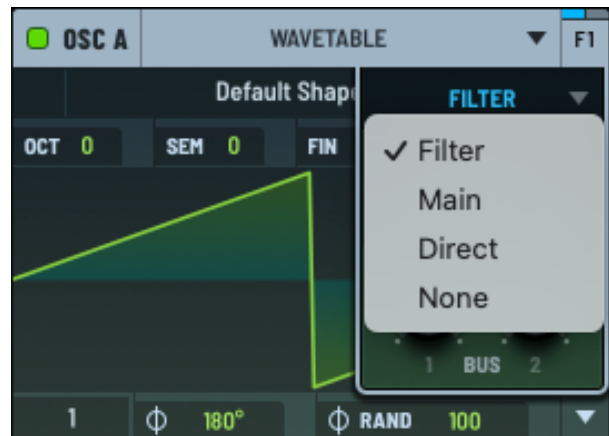 OSC A WAVETABLE F1
Default Shap FILTER
OCT 0 SEM 0 FIN
✓ Filter
Main
Direct
None
1 BUS 2
1 180° RAND 100